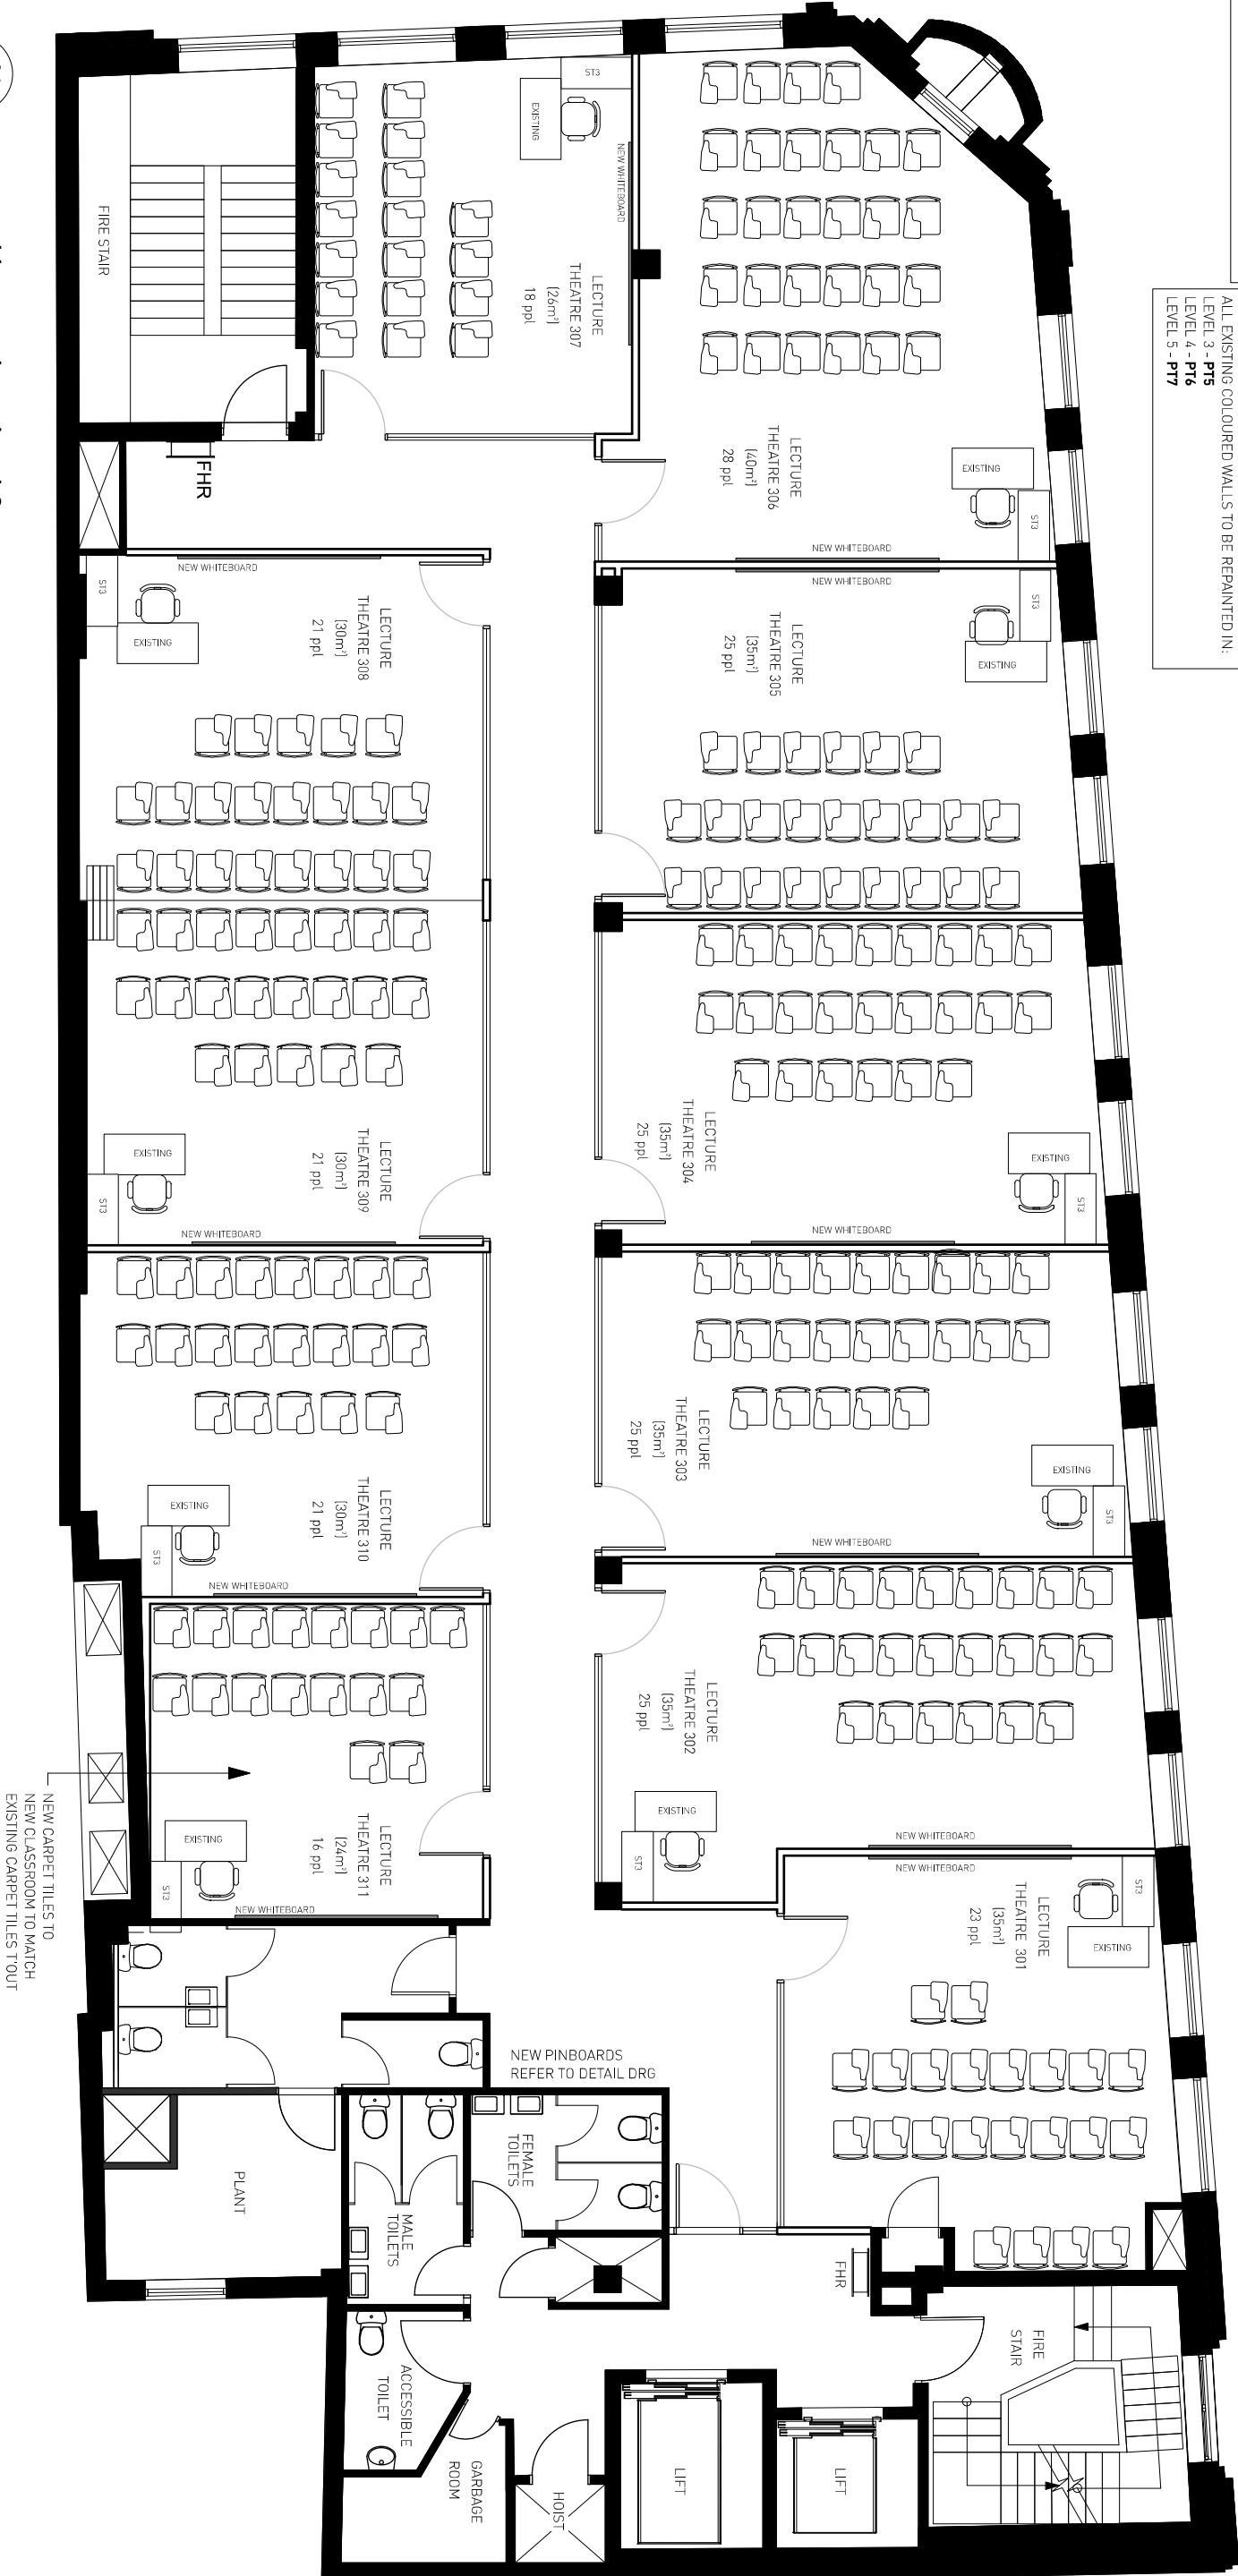 ALL EXISTING COLOURED WALLS TO BE REPAINTED IN:
LEVEL 3 - PT5
LEVEL 4 - PT6
LEVEL 5 - PT7
ST3
EXISTING
NEW WHITEBOARD
LECTURE
THEATRE 307
(26m²)
18 ppl
FIRE STAIR
FHR
LECTURE
THEATRE 306
(40m²)
28 ppl
EXISTING
ST3
NEW WHITEBOARD
NEW WHITEBOARD
ST3
EXISTING
LECTURE
THEATRE 305
(35m²)
25 ppl
NEW WHITEBOARD
ST3
EXISTING
LECTURE
THEATRE 308
(30m²)
21 ppl
LECTURE
THEATRE 304
(35m²)
25 ppl
EXISTING
ST3
NEW WHITEBOARD
LECTURE
THEATRE 309
(30m²)
21 ppl
EXISTING
ST3
NEW WHITEBOARD
LECTURE
THEATRE 303
(35m²)
25 ppl
EXISTING
ST3
NEW WHITEBOARD
LECTURE
THEATRE 310
(30m²)
21 ppl
EXISTING
ST3
NEW WHITEBOARD
LECTURE
THEATRE 302
(35m²)
25 ppl
EXISTING
ST3
NEW WHITEBOARD
NEW WHITEBOARD
ST3
EXISTING
LECTURE
THEATRE 301
(35m²)
23 ppl
LECTURE
THEATRE 311
(24m²)
16 ppl
EXISTING
ST3
NEW WHITEBOARD
NEW CARPET TILES TO
NEW CLASSROOM TO MATCH
EXISTING CARPET TILES T'OUT
NEW PINBOARDS
REFER TO DETAIL DRG
FEMALE
TOILETS
MALE
TOILETS
PLANT
FHR
FIRE
STAIR
ACCESSIBLE
TOILET
GARBAGE
ROOM
HOIST
LIFT
LIFT